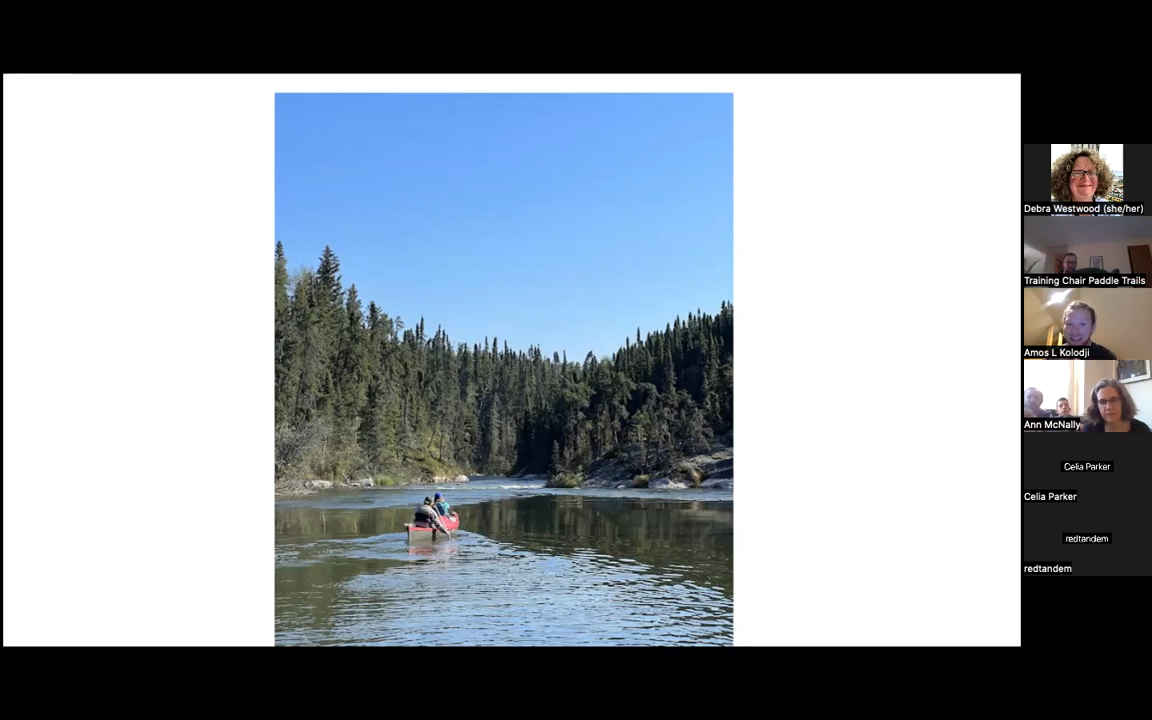 Debra Westwood (she/her)
Training Chair Paddle Trails
Amos L Kolodji
Ann McNally
Celia Parker
Celia Parker
redtandem
redtandem